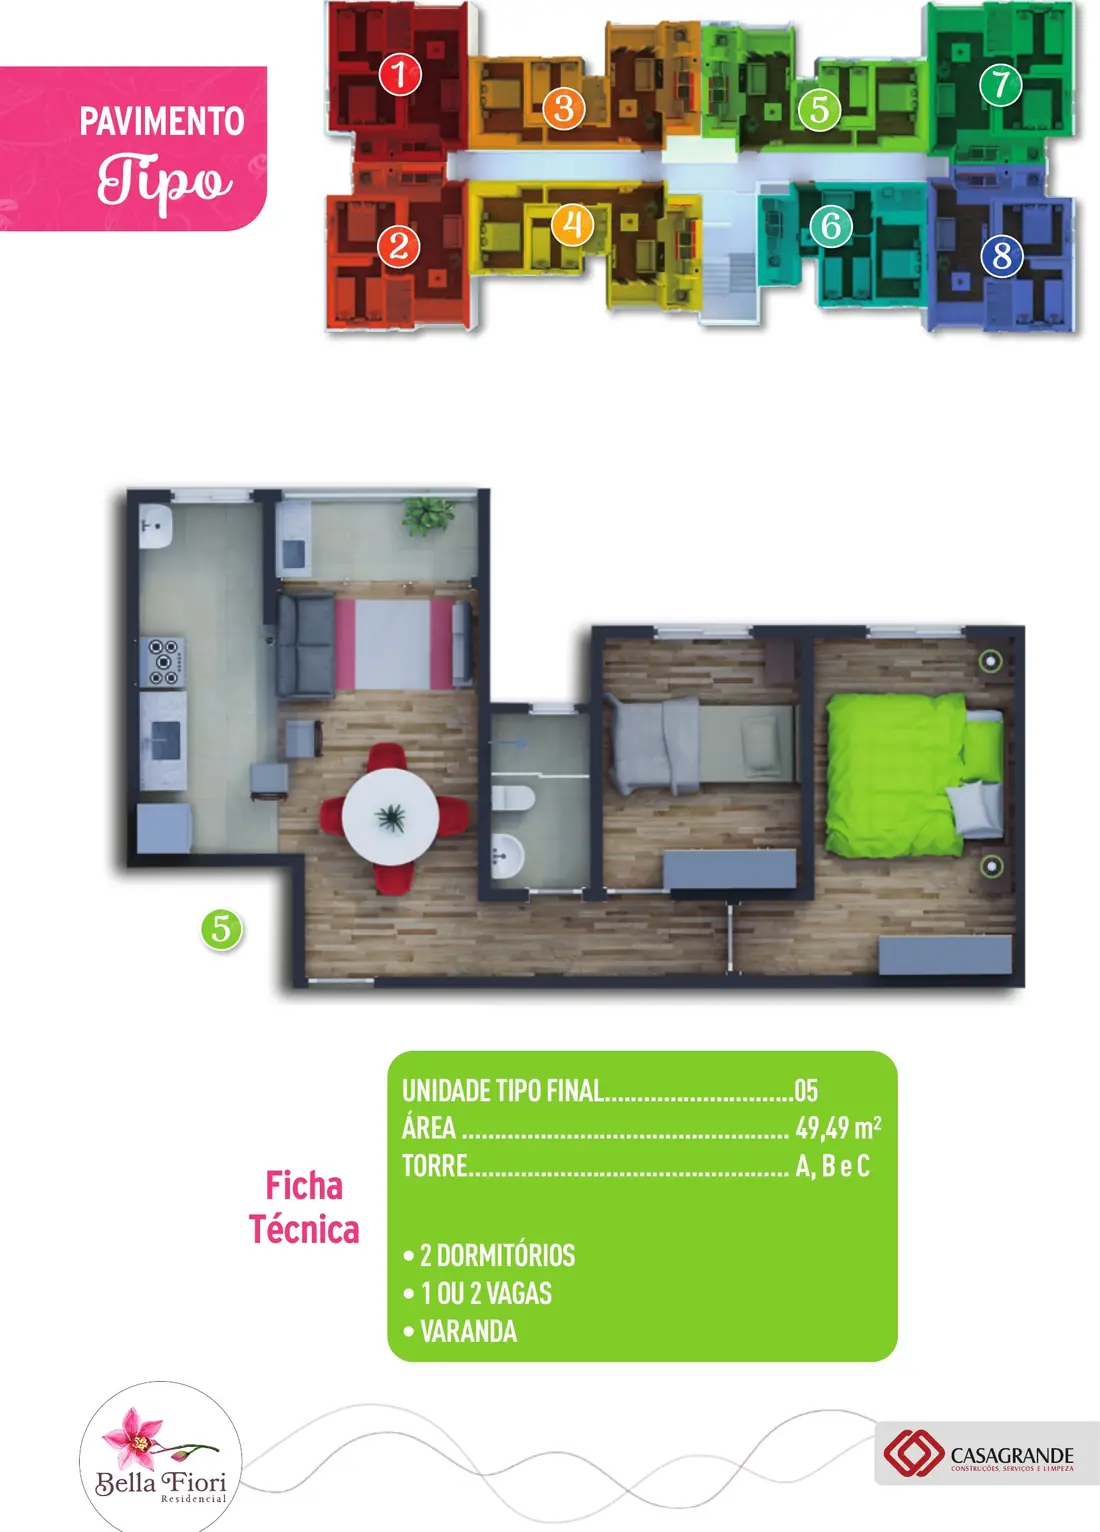 PAVIMENTO
Tipo
1
3
5
7
2
4
6
8
5
UNIDADE TIPO FINAL.............................05
ÁREA .................................................. 49,49 m²
TORRE................................................. A, B e C
Ficha
Técnica
• 2 DORMITÓRIOS
• 1 OU 2 VAGAS
• VARANDA
Bella Fiori
Residencial
CASAGRANDE
CONSTRUÇÕES, SERVIÇOS E LIMPEZA